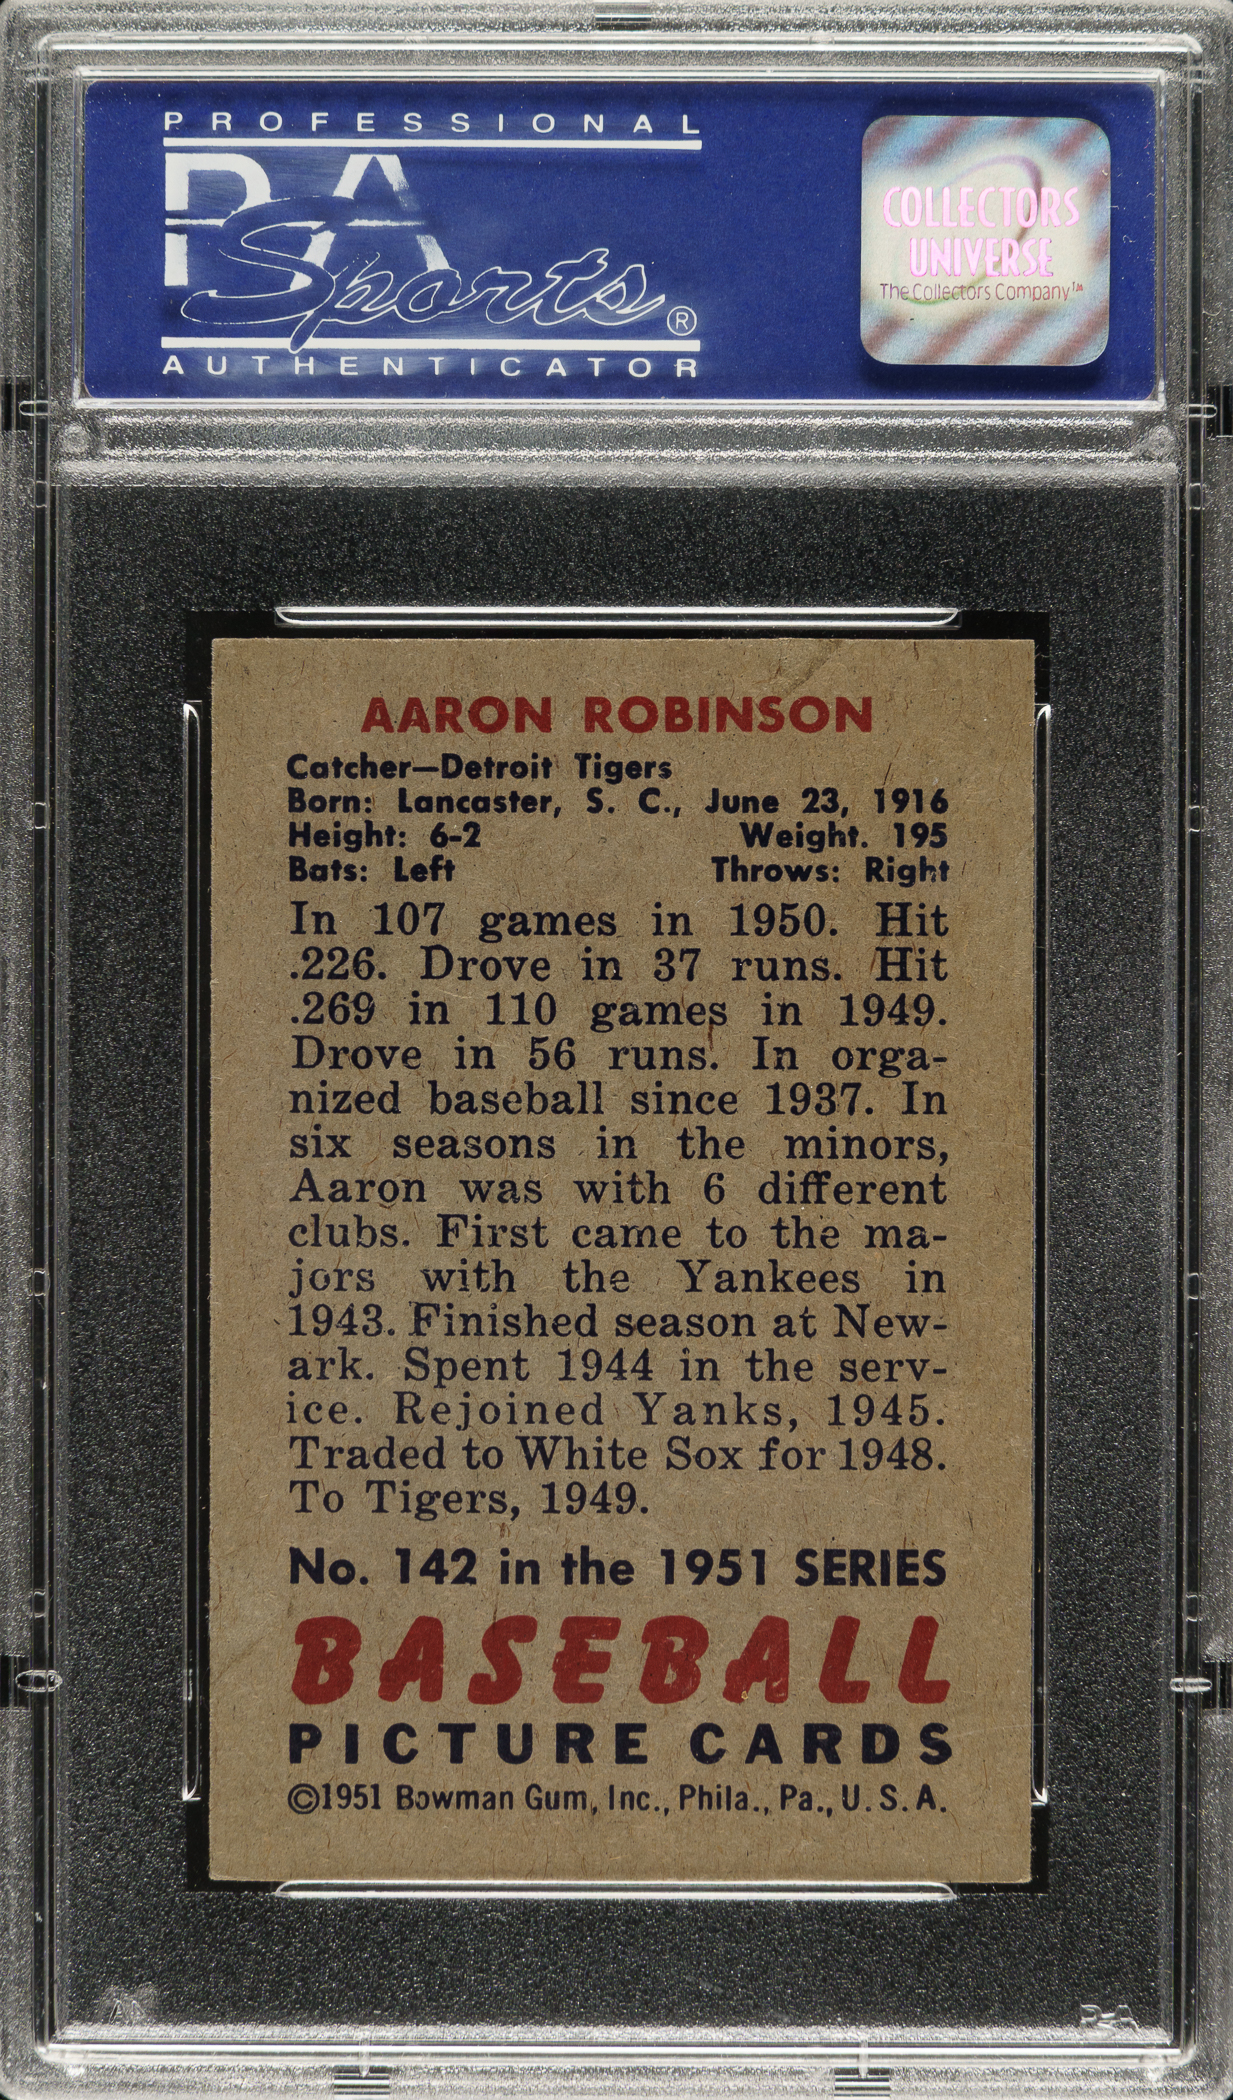 PROFESSIONAL
PSA
Sports®
AUTHENTICATOR
COLLECTORS
UNIVERSE
The Collectors Company™
AARON ROBINSON
Catcher—Detroit Tigers
Born: Lancaster, S. C., June 23, 1916
Height: 6-2 Weight. 195
Bats: Left Throws: Right
In 107 games in 1950. Hit
.226. Drove in 37 runs. Hit
.269 in 110 games in 1949.
Drove in 56 runs. In orga-
nized baseball since 1937. In
six seasons in the minors,
Aaron was with 6 different
clubs. First came to the ma-
jors with the Yankees in
1943. Finished season at New-
ark. Spent 1944 in the serv-
ice. Rejoined Yanks, 1945.
Traded to White Sox for 1948.
To Tigers, 1949.
No. 142 in the 1951 SERIES
BASEBALL
PICTURE CARDS
©1951 Bowman Gum, Inc., Phila., Pa., U. S. A.
PSA